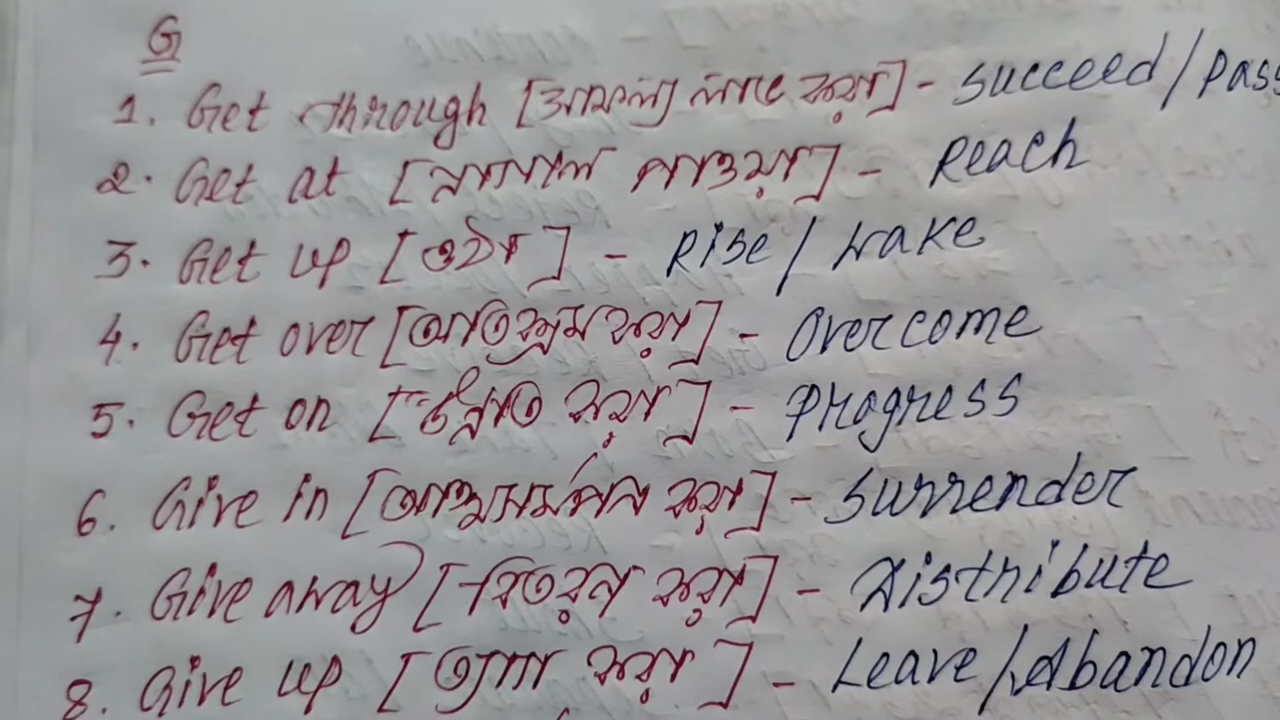 G
1. Get through [সাফল্য লাভ করা] - Succeed / Pass
2. Get at [নাগাল পাওয়া] - Reach
3. Get up [ওঠা] - Rise / Wake
4. Get over [অতিক্রম করা] - Overcome
5. Get on [উন্নতি করা] - Progress
6. Give in [আত্মসমর্পন করা] - Surrender
7. Give away [বিতরণ করা] - Distribute
8. Give up [ত্যাগ করা] - Leave / Abandon